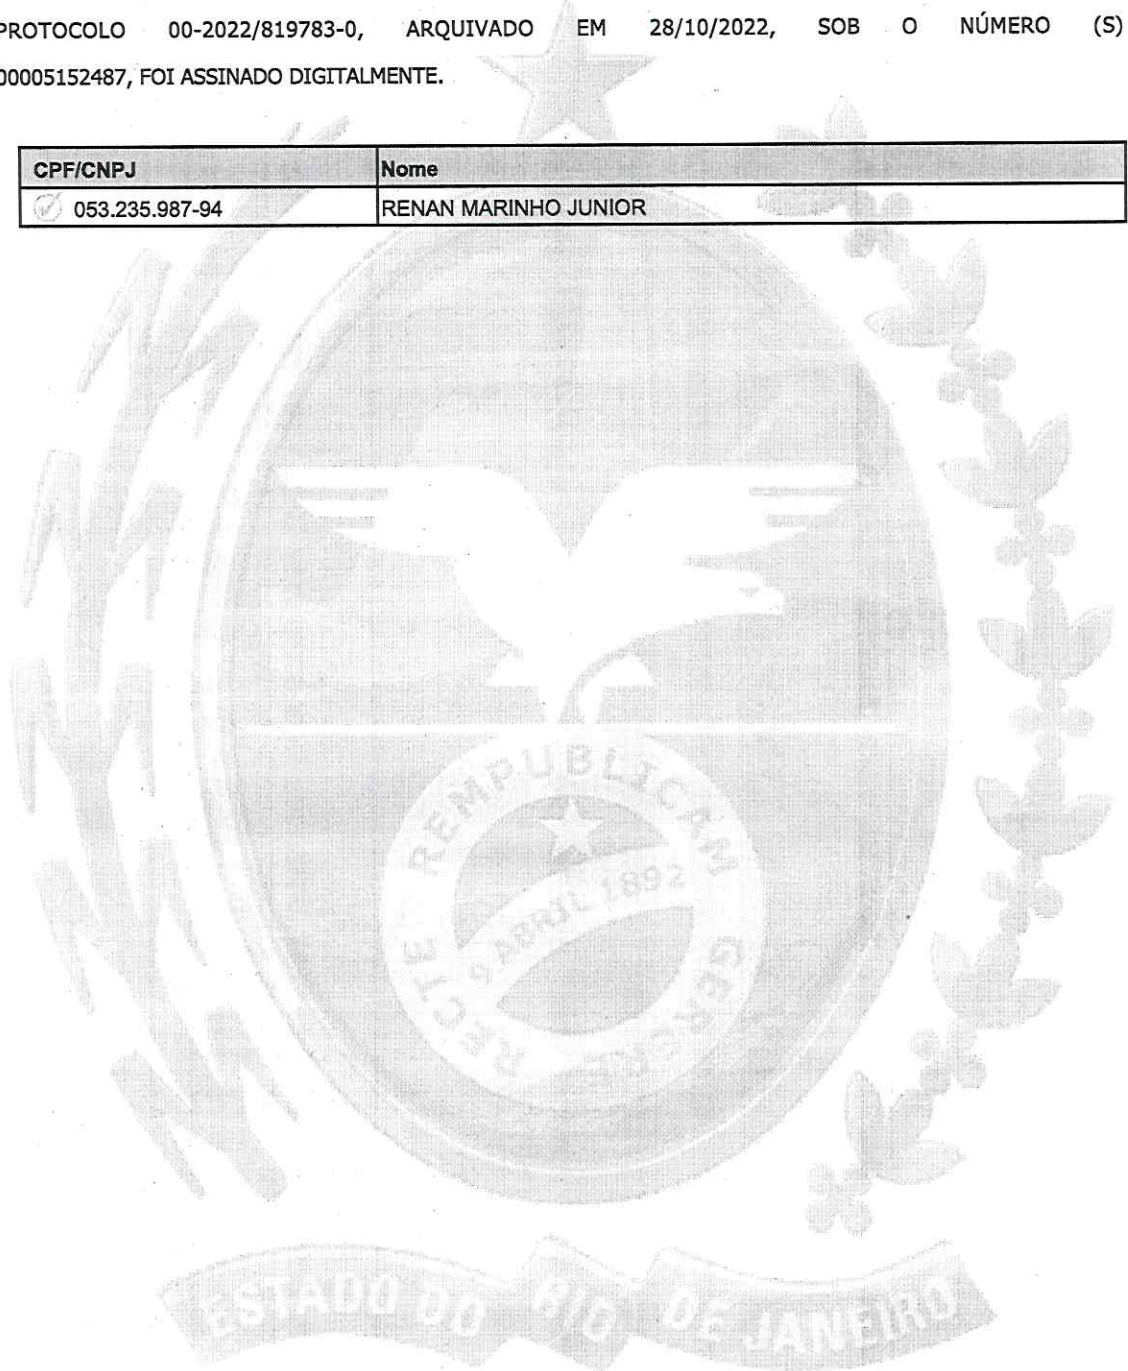 PROTOCOLO 00-2022/819783-0, ARQUIVADO EM 28/10/2022, SOB O NÚMERO (S)
00005152487, FOI ASSINADO DIGITALMENTE.
CPF/CNPJ Nome
053.235.987-94 RENAN MARINHO JUNIOR
RECTE REMPUBLICAM GERERE
9 ABRIL 1892
ESTADO DO RIO DE JANEIRO